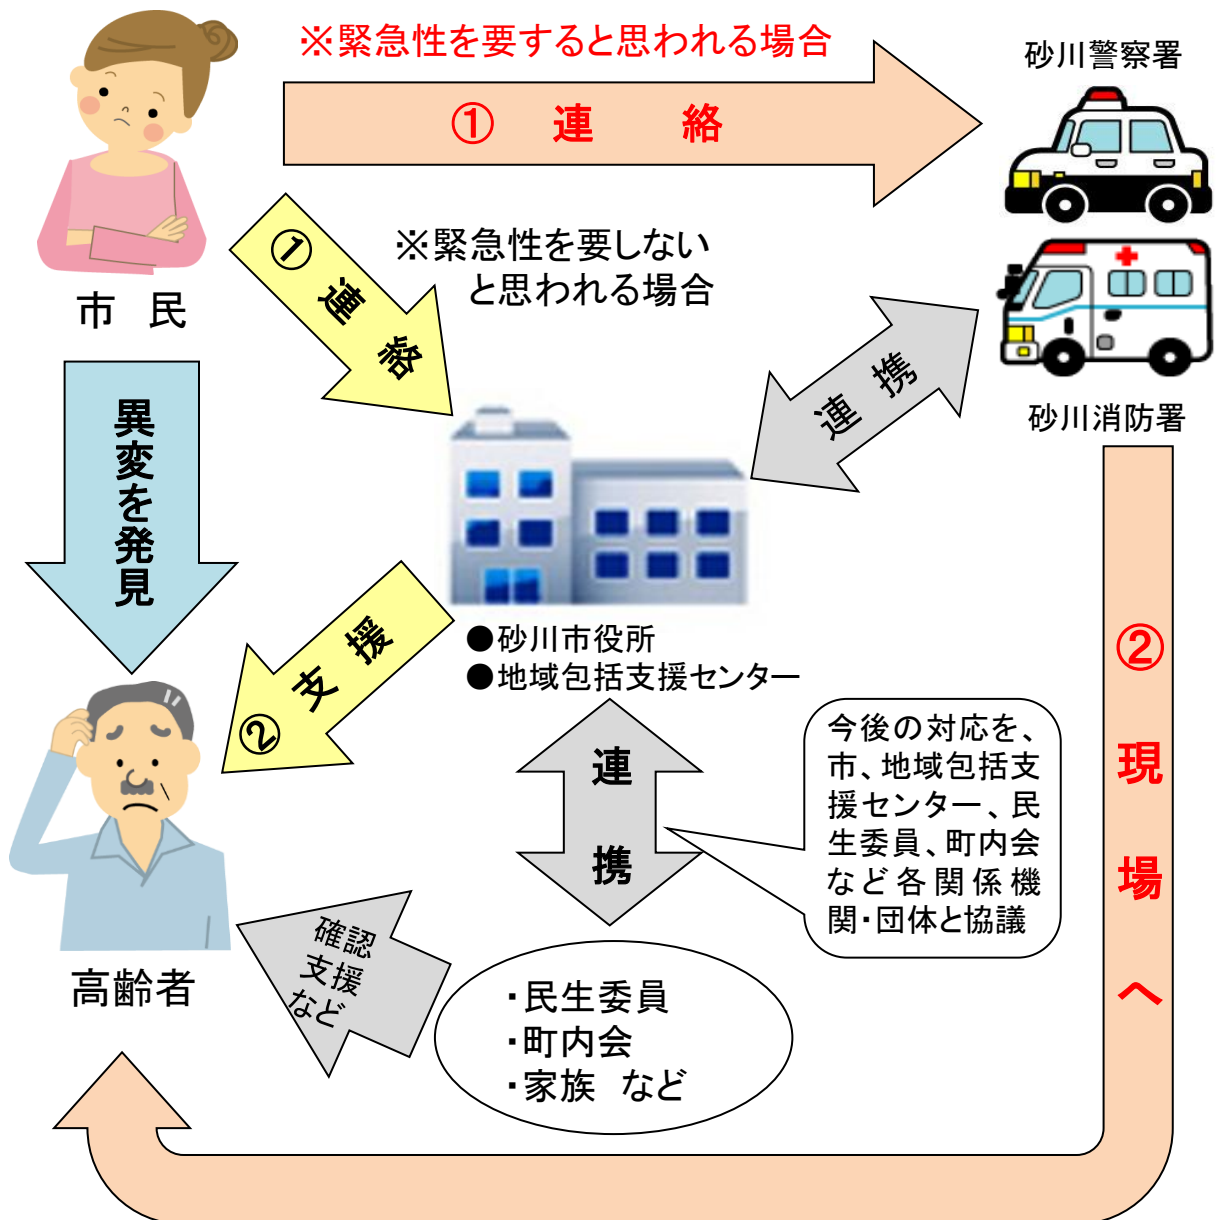 ※緊急性を要すると思われる場合
砂川警察署
① 連 絡
市 民
① 連 絡
※緊急性を要しない
と思われる場合
連 携
砂川消防署
異変を発見
●砂川市役所
●地域包括支援センター
② 支 援
連 携
今後の対応を、
市、地域包括支
援センター、民
生委員、町内会
など各関係機
関・団体と協議
② 現 場 へ
高齢者
確認
支援
など
・民生委員
・町内会
・家族 など